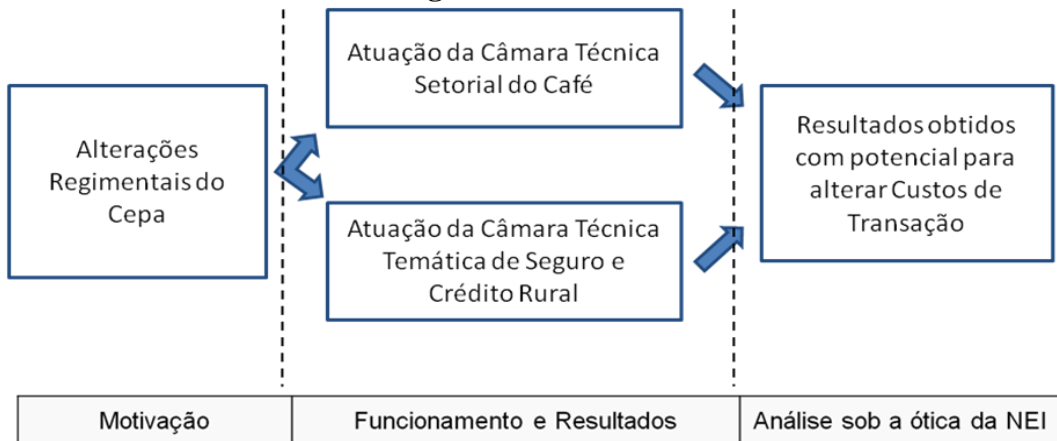 Alterações
Regimentais do
Cepa
Atuação da Câmara Técnica
Setorial do Café
Atuação da Câmara Técnica
Temática de Seguro e
Crédito Rural
Resultados obtidos
com potencial para
alterar Custos de
Transação
Motivação
Funcionamento e Resultados
Análise sob a ótica da NEI